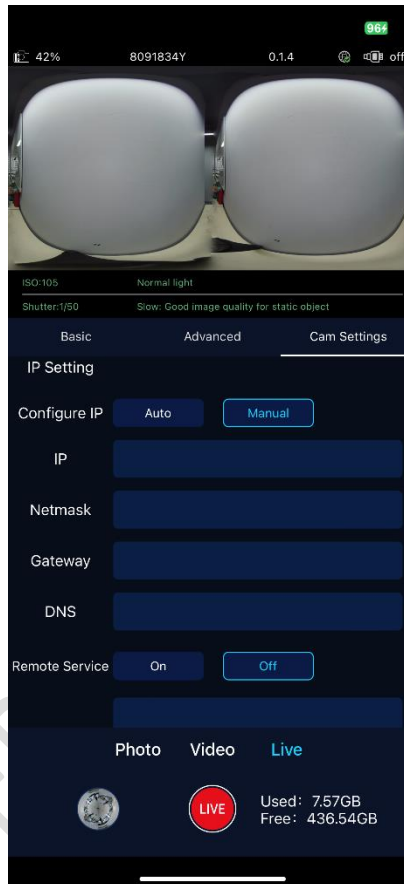 96
42% 8091834Y 0.1.4 off
ISO:105 Normal light
Shutter:1/50 Slow: Good image quality for static object
Basic Advanced Cam Settings
IP Setting
Configure IP Auto Manual
IP
Netmask
Gateway
DNS
Remote Service On Off
Photo Video Live
LIVE
Used: 7.57GB
Free: 436.54GB